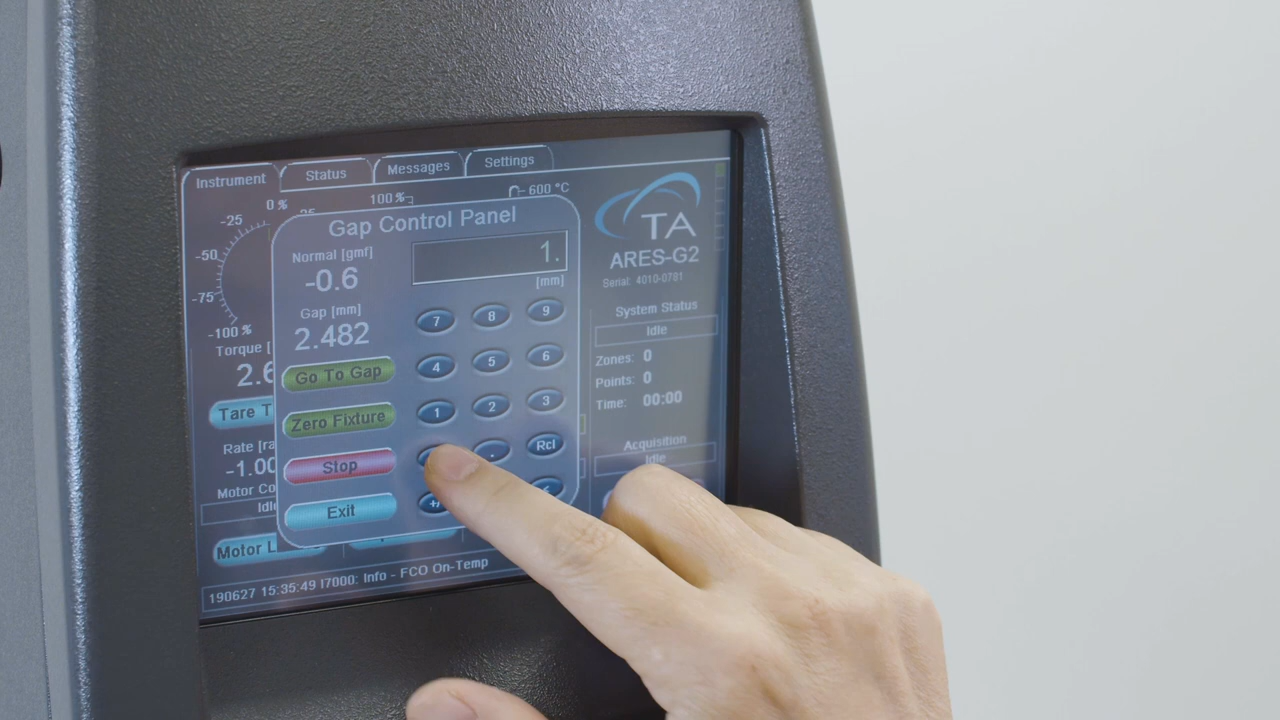 Instrument
Status
Messages
Settings
0 %
100 %
600 °C
-25
-50
-75
-100 %
Torque [
2.6
Tare T
Rate [ra
-1.00
Motor Co
Idl
Motor L
Gap Control Panel
Normal [gmf]
-0.6
Gap [mm]
2.482
1.
[mm]
7 8 9
4 5 6
1 2 3
. Rcl
Go To Gap
Zero Fixture
Stop
Exit
TA
ARES-G2
Serial: 4010-0781
System Status
Idle
Zones: 0
Points: 0
Time: 00:00
Acquisition
Idle
190627 15:35:49 I7000: Info - FCO On-Temp